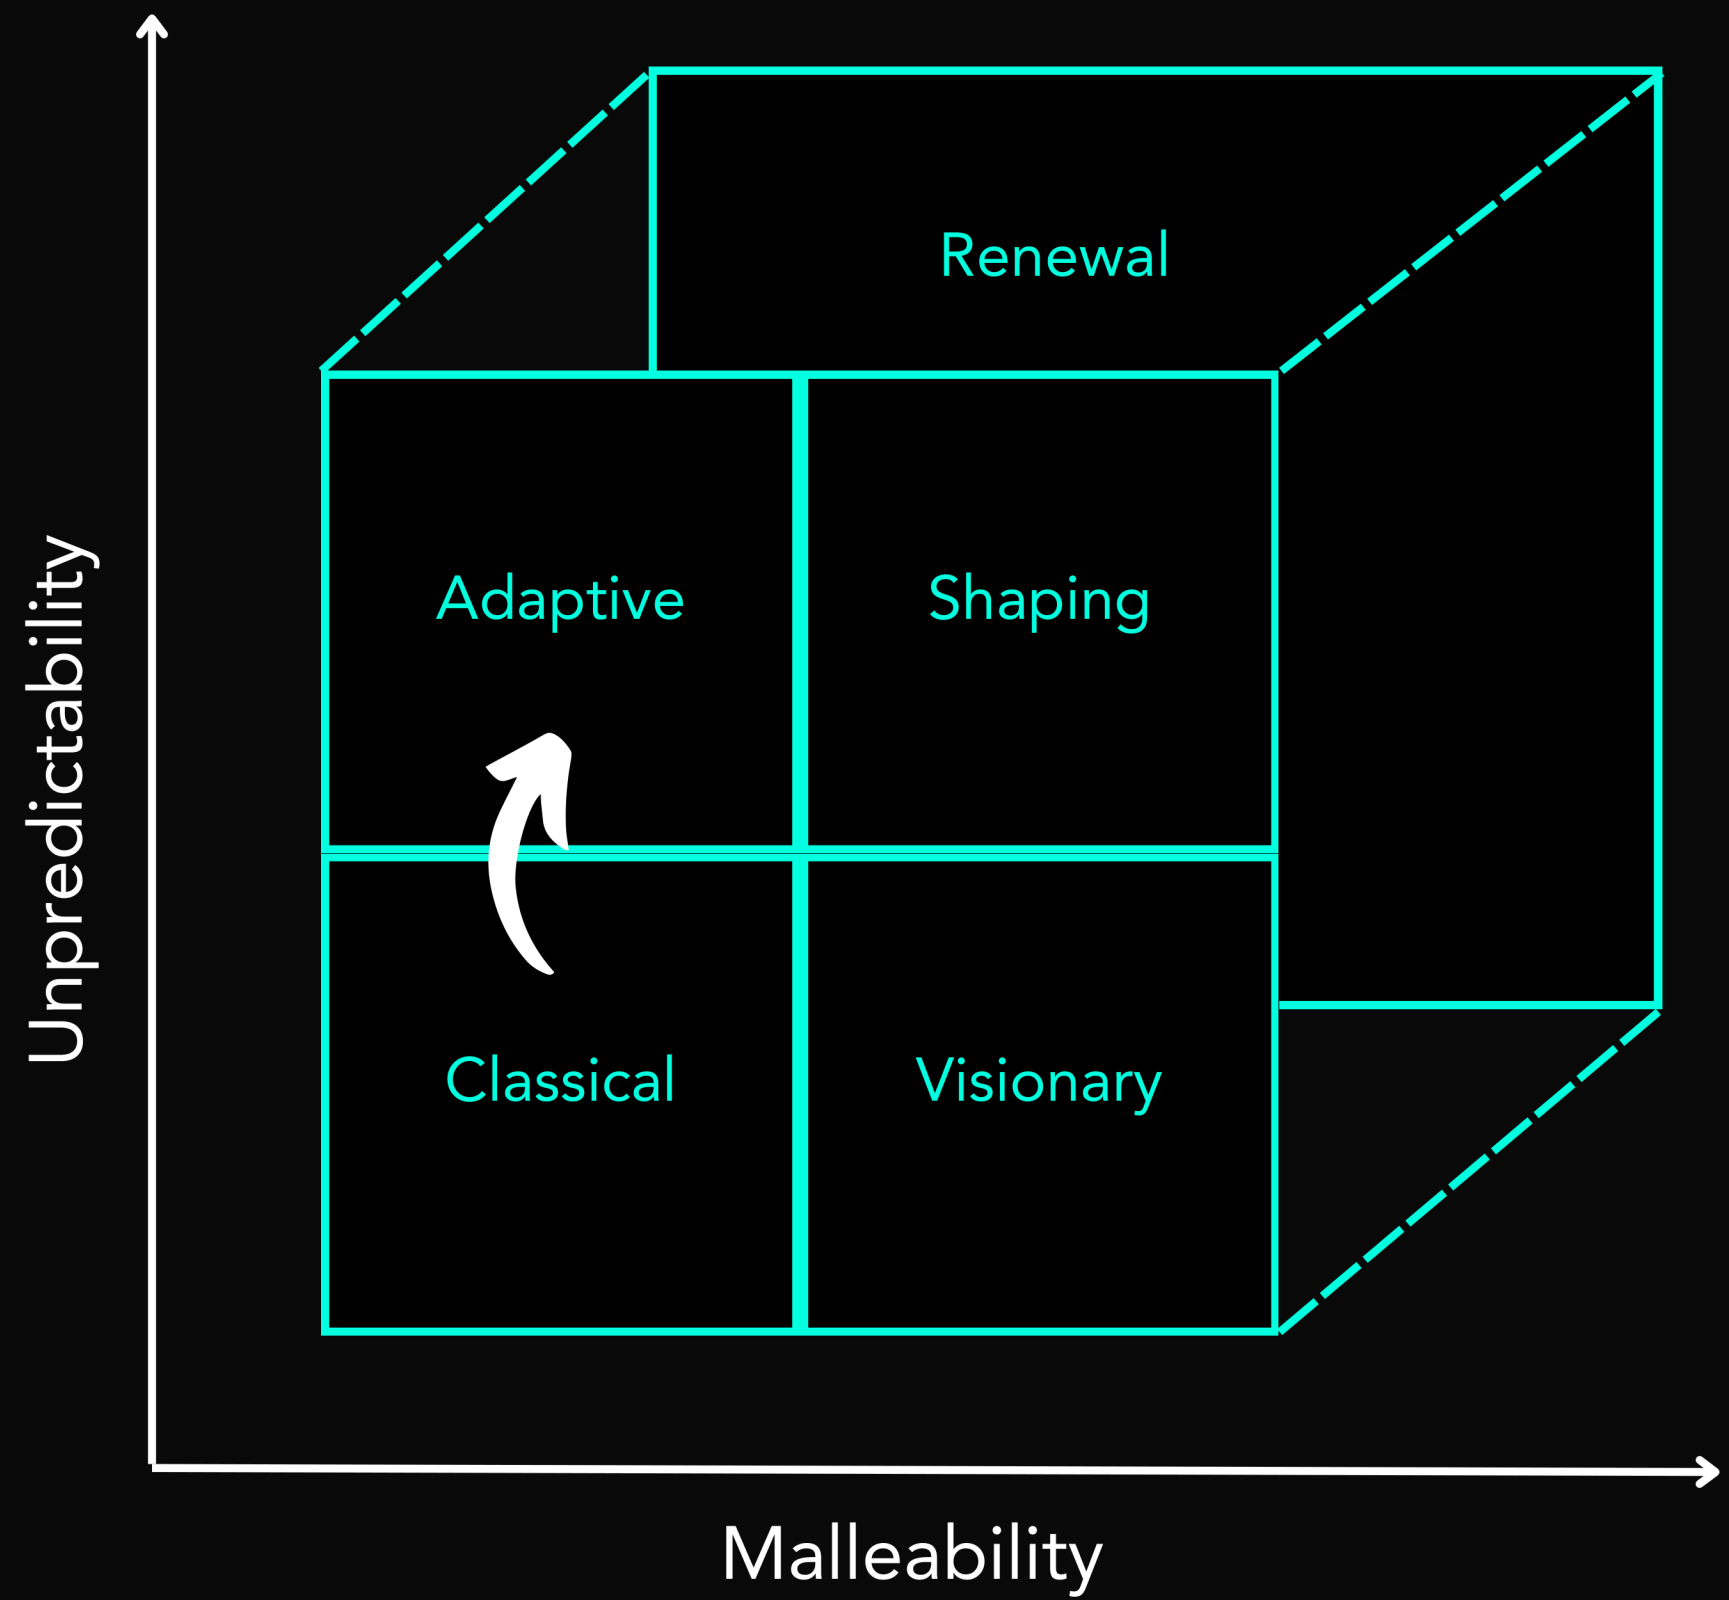 Renewal
Adaptive
Shaping
Unpredictability
Classical
Visionary
Malleability